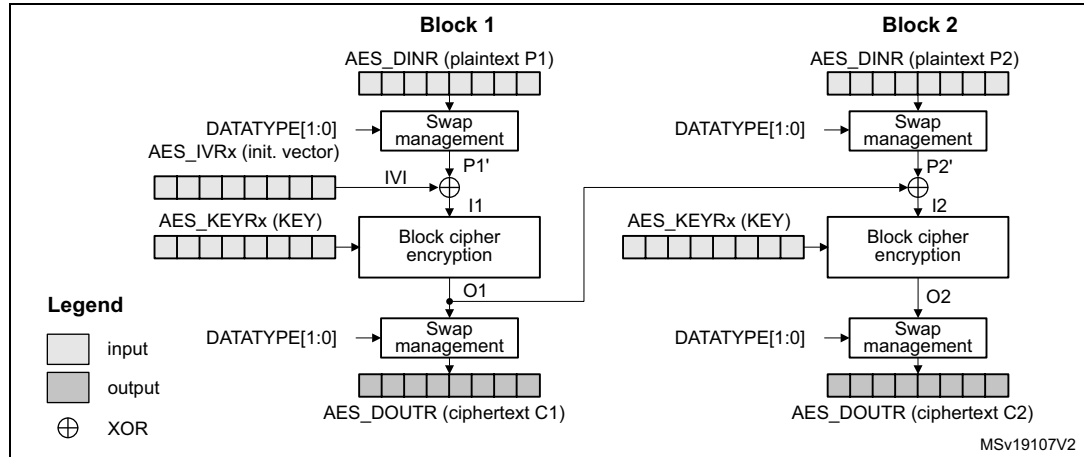 Block 1
Block 2
AES_DINR (plaintext P1)
AES_DINR (plaintext P2)
DATATYPE[1:0]
Swap
management
DATATYPE[1:0]
Swap
management
AES_IVRx (init. vector)
P1'
P2'
IVI
I1
I2
AES_KEYRx (KEY)
Block cipher
encryption
AES_KEYRx (KEY)
Block cipher
encryption
O1
O2
Legend
input
output
XOR
DATATYPE[1:0]
Swap
management
DATATYPE[1:0]
Swap
management
AES_DOUTR (ciphertext C1)
AES_DOUTR (ciphertext C2)
MSv19107V2